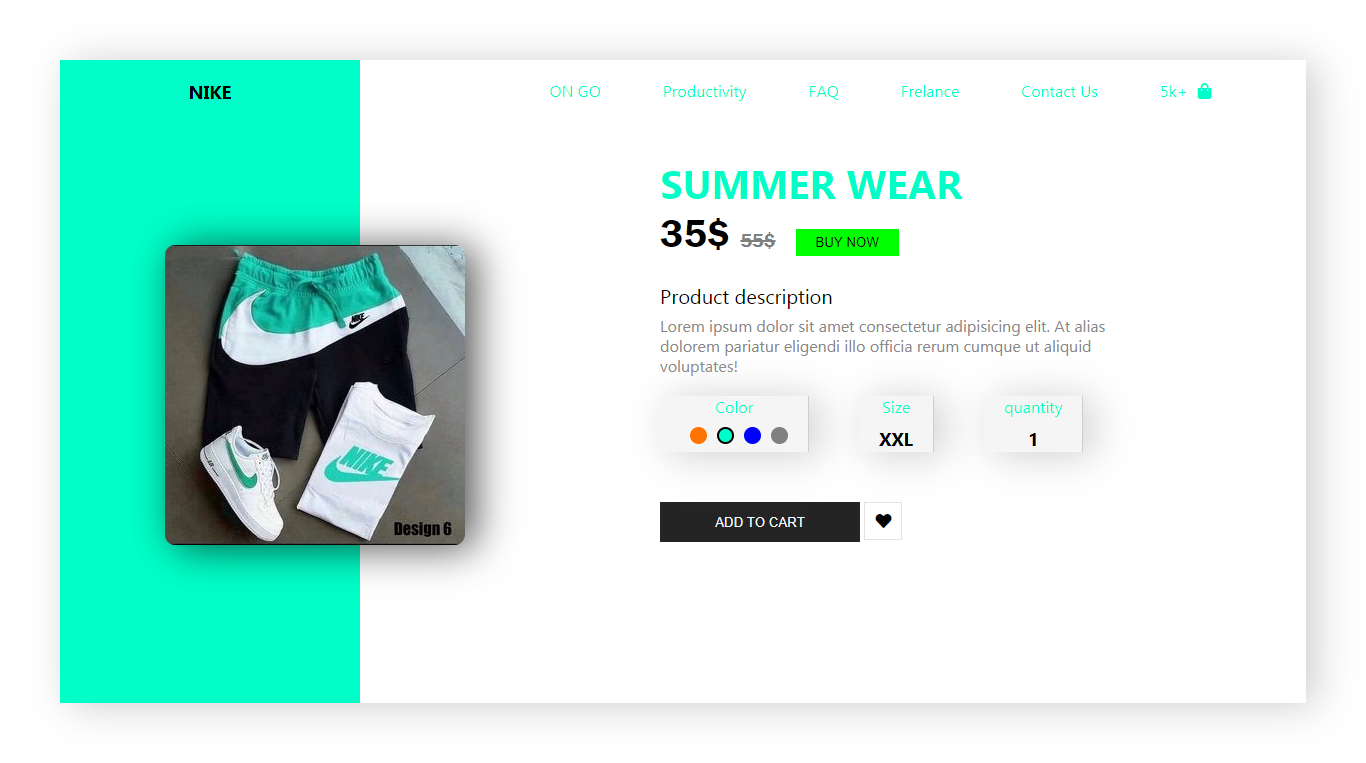 NIKE
ON GO Productivity FAQ Frelance Contact Us 5k+
SUMMER WEAR
35$ 55$ BUY NOW
Product description
Lorem ipsum dolor sit amet consectetur adipisicing elit. At alias
dolorem pariatur eligendi illo officia rerum cumque ut aliquid
voluptates!
Color Size quantity
XXL 1
ADD TO CART
NIKE
NIKE
Design 6